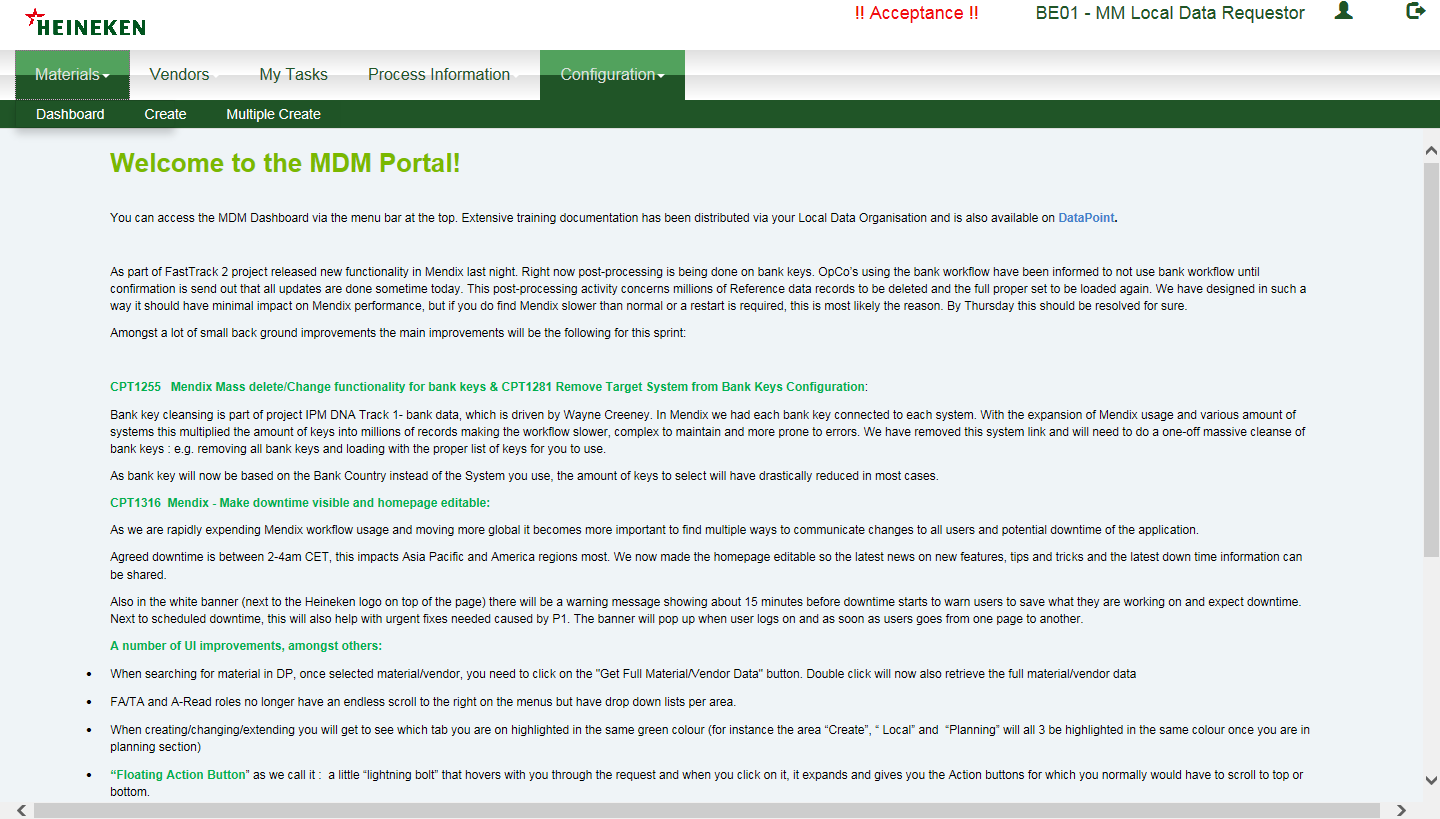 HEINEKEN
!! Acceptance !!
BE01 - MM Local Data Requestor
Materials
Vendors
My Tasks
Process Information
Configuration
Dashboard
Create
Multiple Create
Welcome to the MDM Portal!
You can access the MDM Dashboard via the menu bar at the top. Extensive training documentation has been distributed via your Local Data Organisation and is also available on DataPoint.
As part of FastTrack 2 project released new functionality in Mendix last night. Right now post-processing is being done on bank keys. OpCo's using the bank workflow have been informed to not use bank workflow until
confirmation is send out that all updates are done sometime today. This post-processing activity concerns millions of Reference data records to be deleted and the full proper set to be loaded again. We have designed in such a
way it should have minimal impact on Mendix performance, but if you do find Mendix slower than normal or a restart is required, this is most likely the reason. By Thursday this should be resolved for sure.
Amongst a lot of small back ground improvements the main improvements will be the following for this sprint:
CPT1255   Mendix Mass delete/Change functionality for bank keys & CPT1281 Remove Target System from Bank Keys Configuration:
Bank key cleansing is part of project IPM DNA Track 1- bank data, which is driven by Wayne Creeney. In Mendix we had each bank key connected to each system. With the expansion of Mendix usage and various amount of
systems this multiplied the amount of keys into millions of records making the workflow slower, complex to maintain and more prone to errors. We have removed this system link and will need to do a one-off massive cleanse of
bank keys : e.g. removing all bank keys and loading with the proper list of keys for you to use.
As bank key will now be based on the Bank Country instead of the System you use, the amount of keys to select will have drastically reduced in most cases.
CPT1316  Mendix - Make downtime visible and homepage editable:
As we are rapidly expending Mendix workflow usage and moving more global it becomes more important to find multiple ways to communicate changes to all users and potential downtime of the application.
Agreed downtime is between 2-4am CET, this impacts Asia Pacific and America regions most. We now made the homepage editable so the latest news on new features, tips and tricks and the latest down time information can
be shared.
Also in the white banner (next to the Heineken logo on top of the page) there will be a warning message showing about 15 minutes before downtime starts to warn users to save what they are working on and expect downtime.
Next to scheduled downtime, this will also help with urgent fixes needed caused by P1. The banner will pop up when user logs on and as soon as users goes from one page to another.
A number of UI improvements, amongst others:
• When searching for material in DP, once selected material/vendor, you need to click on the "Get Full Material/Vendor Data" button. Double click will now also retrieve the full material/vendor data
• FA/TA and A-Read roles no longer have an endless scroll to the right on the menus but have drop down lists per area.
• When creating/changing/extending you will get to see which tab you are on highlighted in the same green colour (for instance the area “Create”, “ Local” and  “Planning” will all 3 be highlighted in the same colour once you are in
planning section)
• “Floating Action Button” as we call it :  a little “lightning bolt” that hovers with you through the request and when you click on it, it expands and gives you the Action buttons for which you normally would have to scroll to top or
bottom.